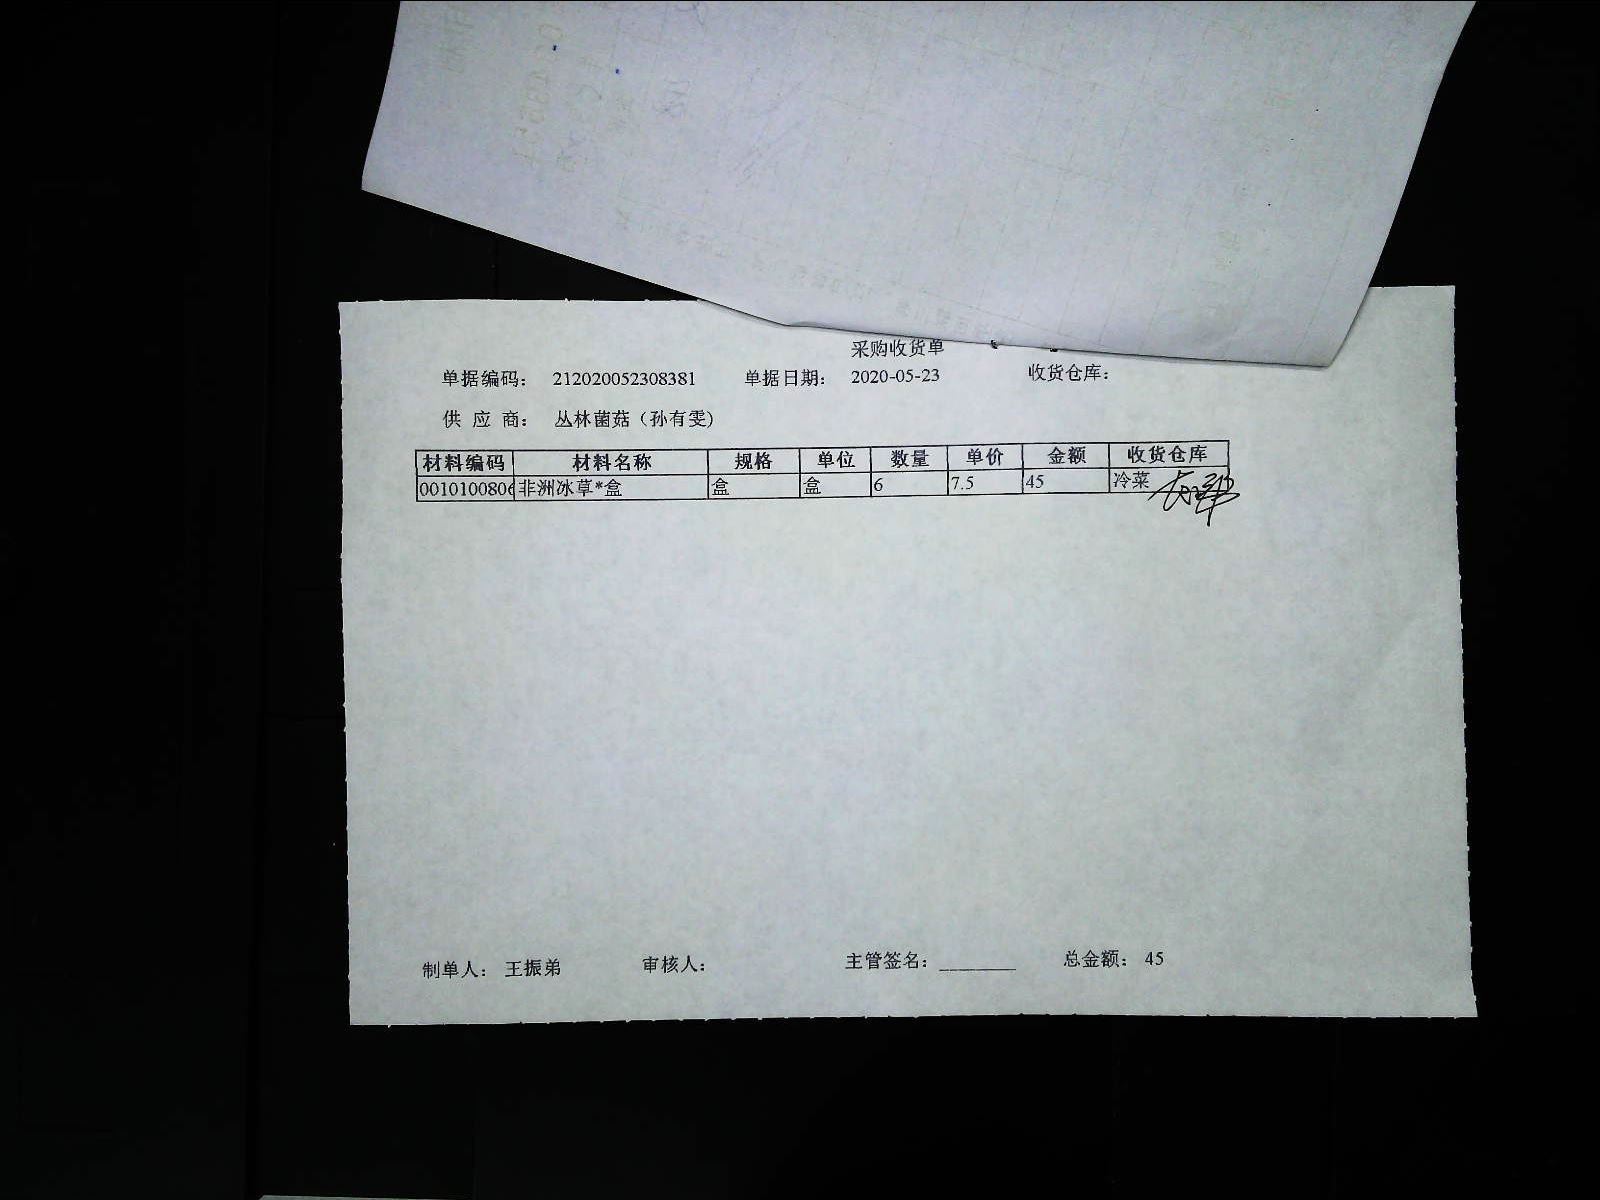 采购收货单
单据编码： 212020052308381 单据日期： 2020-05-23 收货仓库：
供 应 商： 丛林菌菇（孙有雯）
材料编码 材料名称 规格 单位 数量 单价 金额 收货仓库
0010100806 非洲冰草*盒 盒 盒 6 7.5 45 冷菜
制单人： 王振弟 审核人： 主管签名：________ 总金额： 45